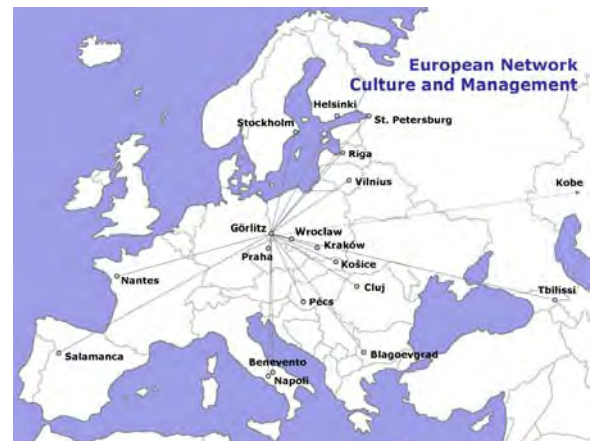 European Network
Culture and Management
Helsinki
Stockholm
St. Petersburg
Riga
Vilnius
Kobe
Görlitz
Wrocław
Kraków
Praha
Košice
Nantes
Cluj
Tbilissi
Pécs
Salamanca
Blagoevgrad
Benevento
Napoli